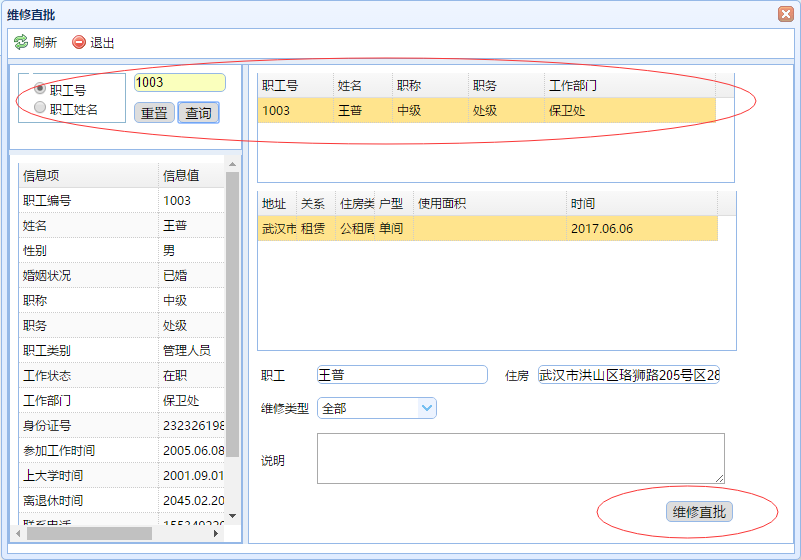 维修直批
刷新 退出
职工号
职工姓名
1003
重置 查询
信息项 信息值
职工编号 1003
姓名 王普
性别 男
婚姻状况 已婚
职称 中级
职务 处级
职工类别 管理人员
工作状态 在职
工作部门 保卫处
身份证号 232326198
参加工作时间 2005.06.08
上大学时间 2001.09.01
离退休时间 2045.02.20
职工号 姓名 职称 职务 工作部门
1003 王普 中级 处级 保卫处
地址 关系 住房类 户型 使用面积 时间
武汉市 租赁 公租周 单间 2017.06.06
职工 王普 住房 武汉市洪山区珞狮路205号区28
维修类型 全部
说明
维修直批